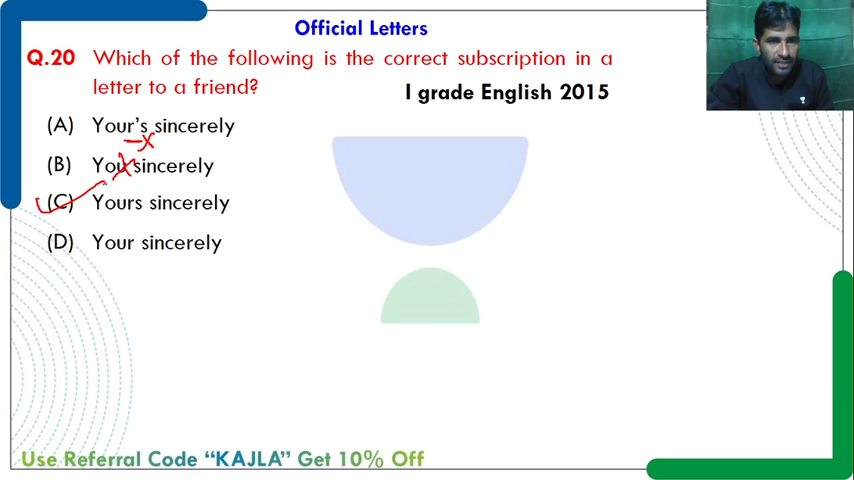 Official Letters
Q.20 Which of the following is the correct subscription in a
letter to a friend?
I grade English 2015
(A) Your's sincerely
(B) You sincerely
(C) Yours sincerely
(D) Your sincerely
Use Referral Code “KAJLA” Get 10% Off